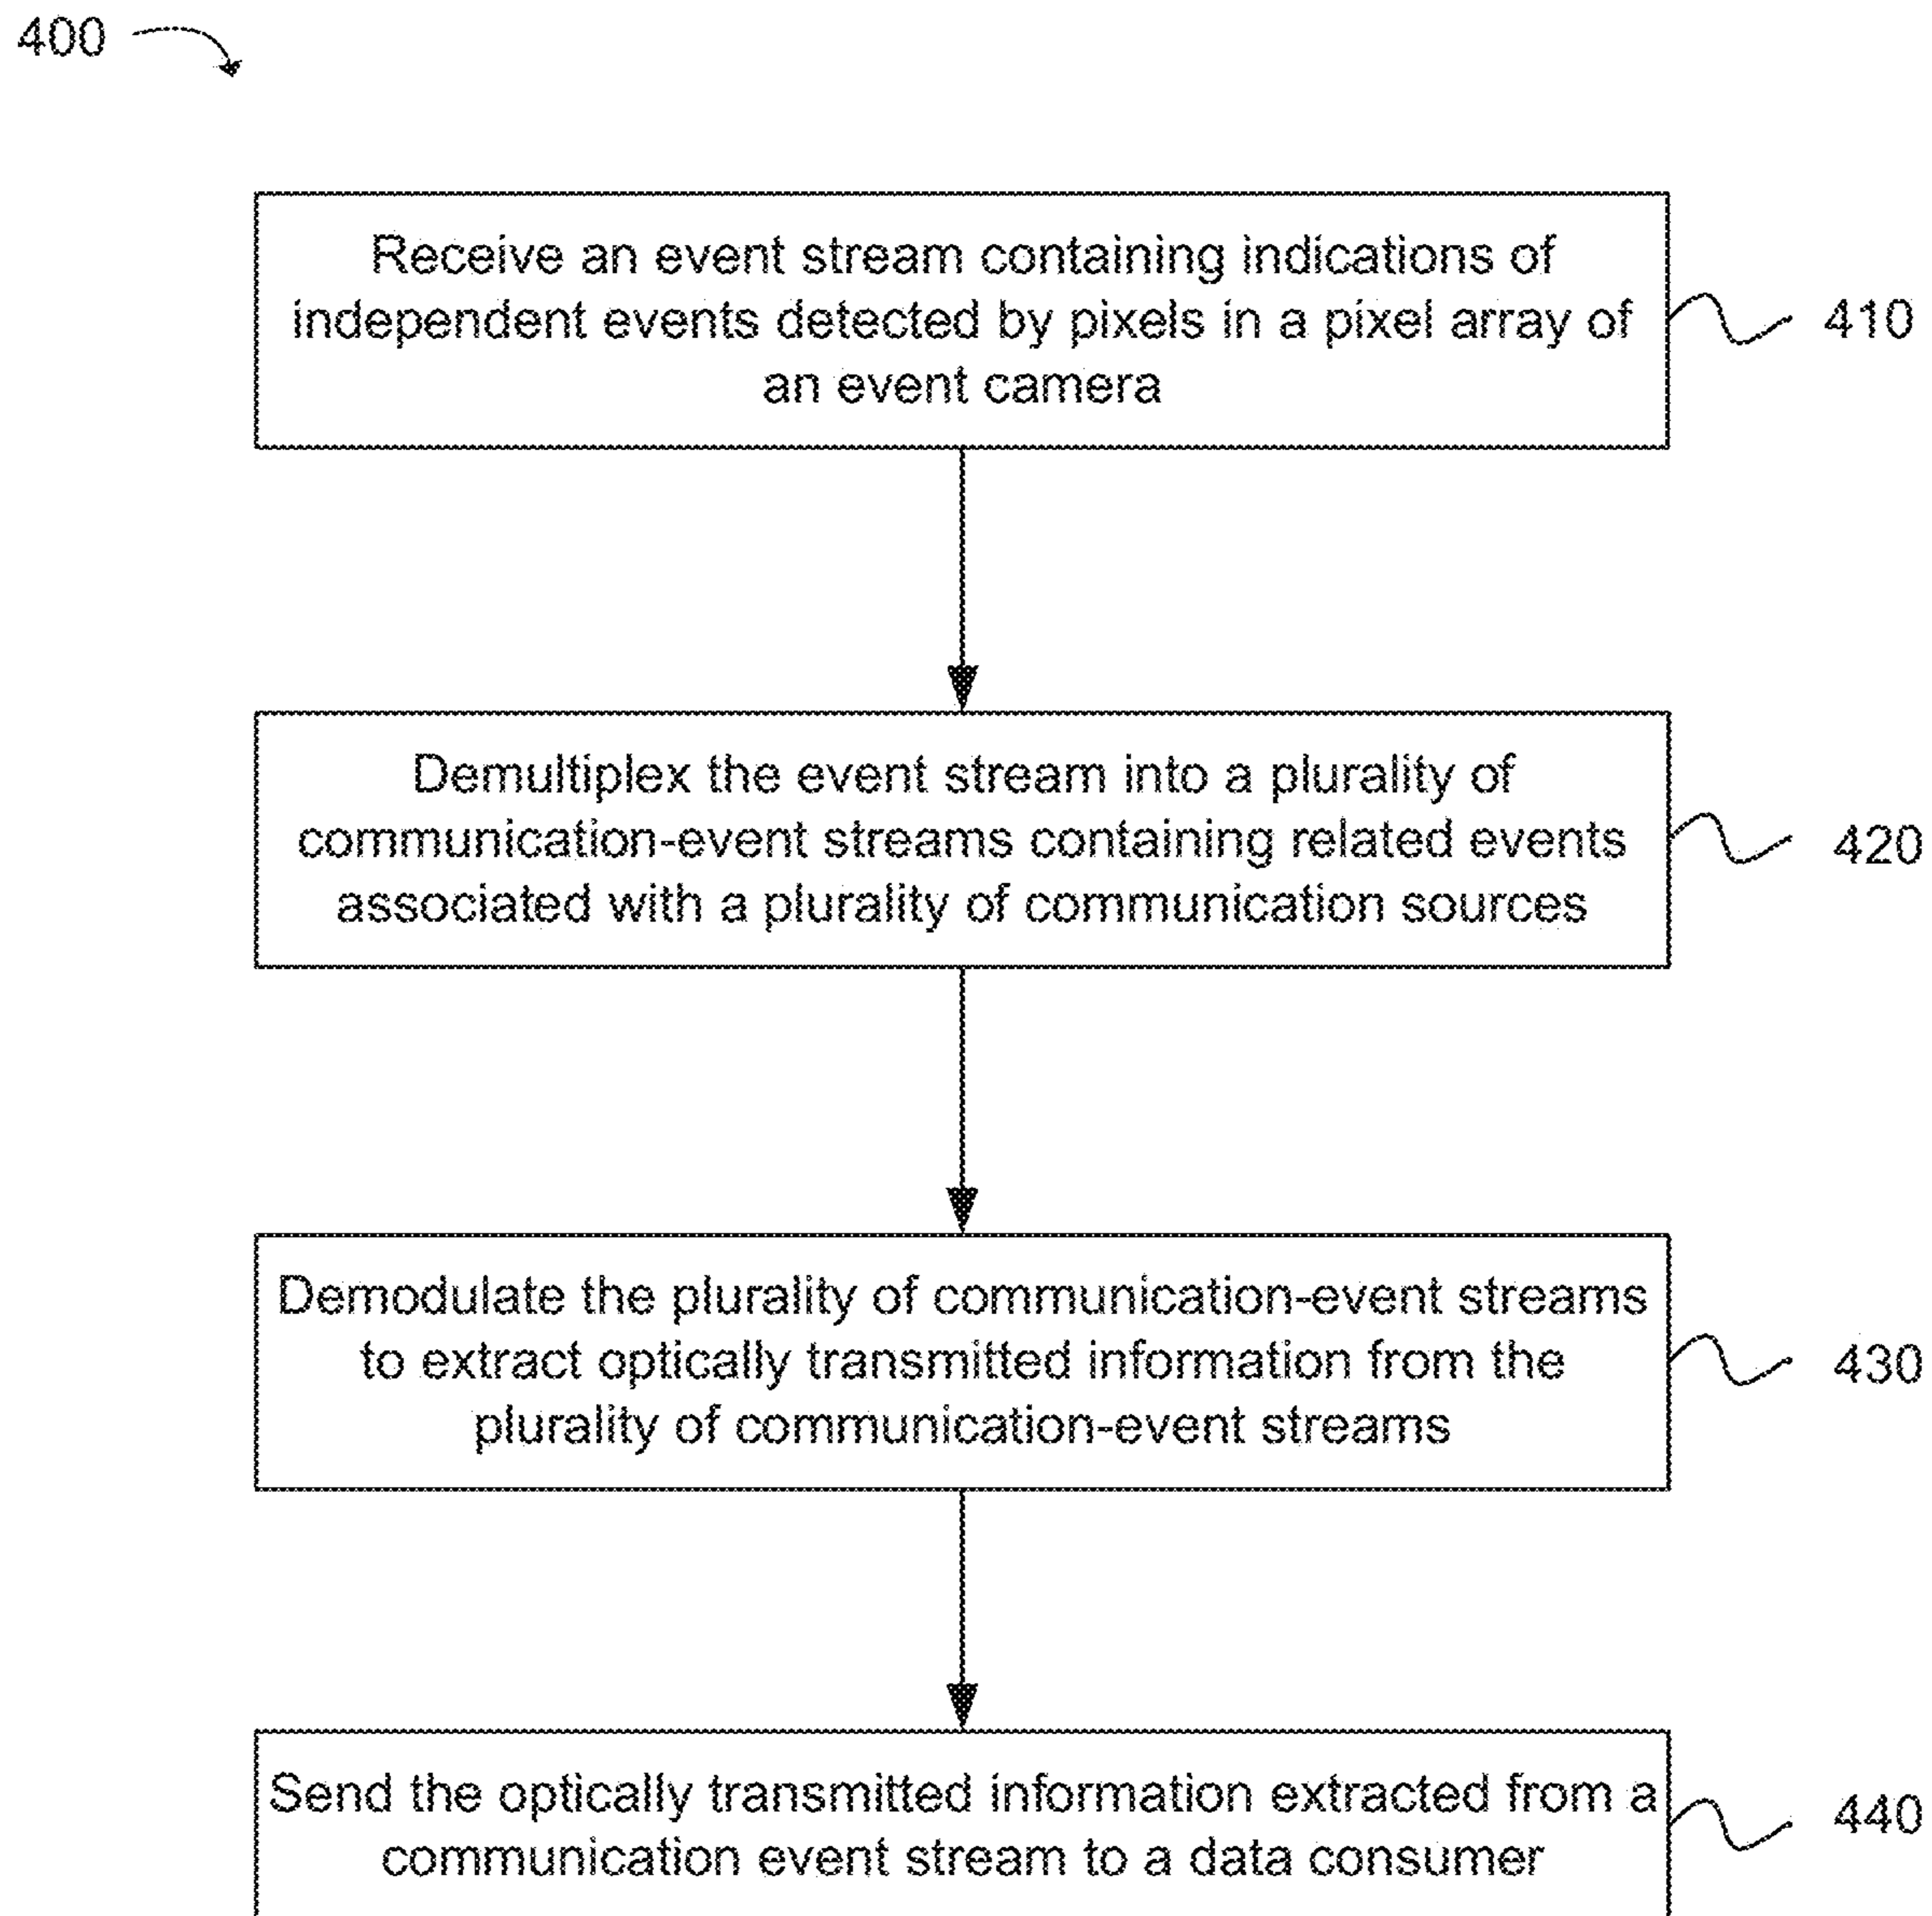 400
Receive an event stream containing indications of
independent events detected by pixels in a pixel array of
an event camera
410
Demultiplex the event stream into a plurality of
communication-event streams containing related events
associated with a plurality of communication sources
420
Demodulate the plurality of communication-event streams
to extract optically transmitted information from the
plurality of communication-event streams
430
Send the optically transmitted information extracted from a
communication event stream to a data consumer
440